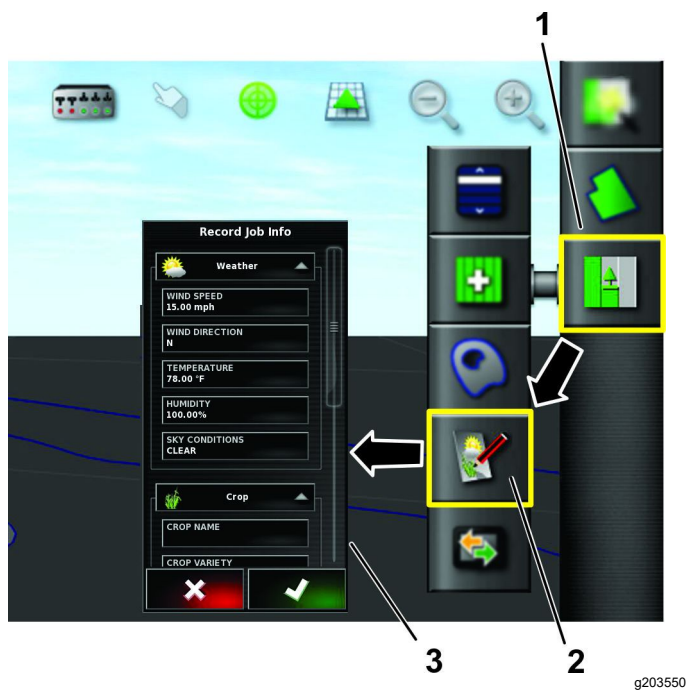 1
Record Job Info
Weather
WIND SPEED
15.00 mph
WIND DIRECTION
N
TEMPERATURE
78.00 °F
HUMIDITY
100.00%
SKY CONDITIONS
CLEAR
Crop
CROP NAME
CROP VARIETY
3
2
g203550